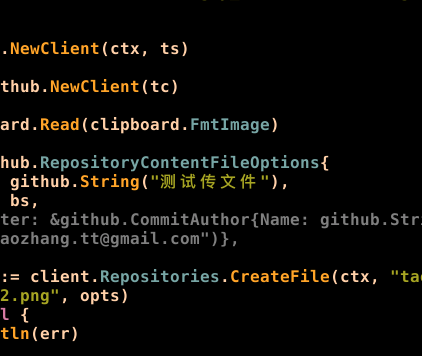 .NewClient(ctx, ts)
thub.NewClient(tc)
ard.Read(clipboard.FmtImage)
hub.RepositoryContentFileOptions{
github.String("测试传文件"),
bs,
ter: &github.CommitAuthor{Name: github.Stri
aozhang.tt@gmail.com")},
:= client.Repositories.CreateFile(ctx, "tao
2.png", opts)
l {
tln(err)